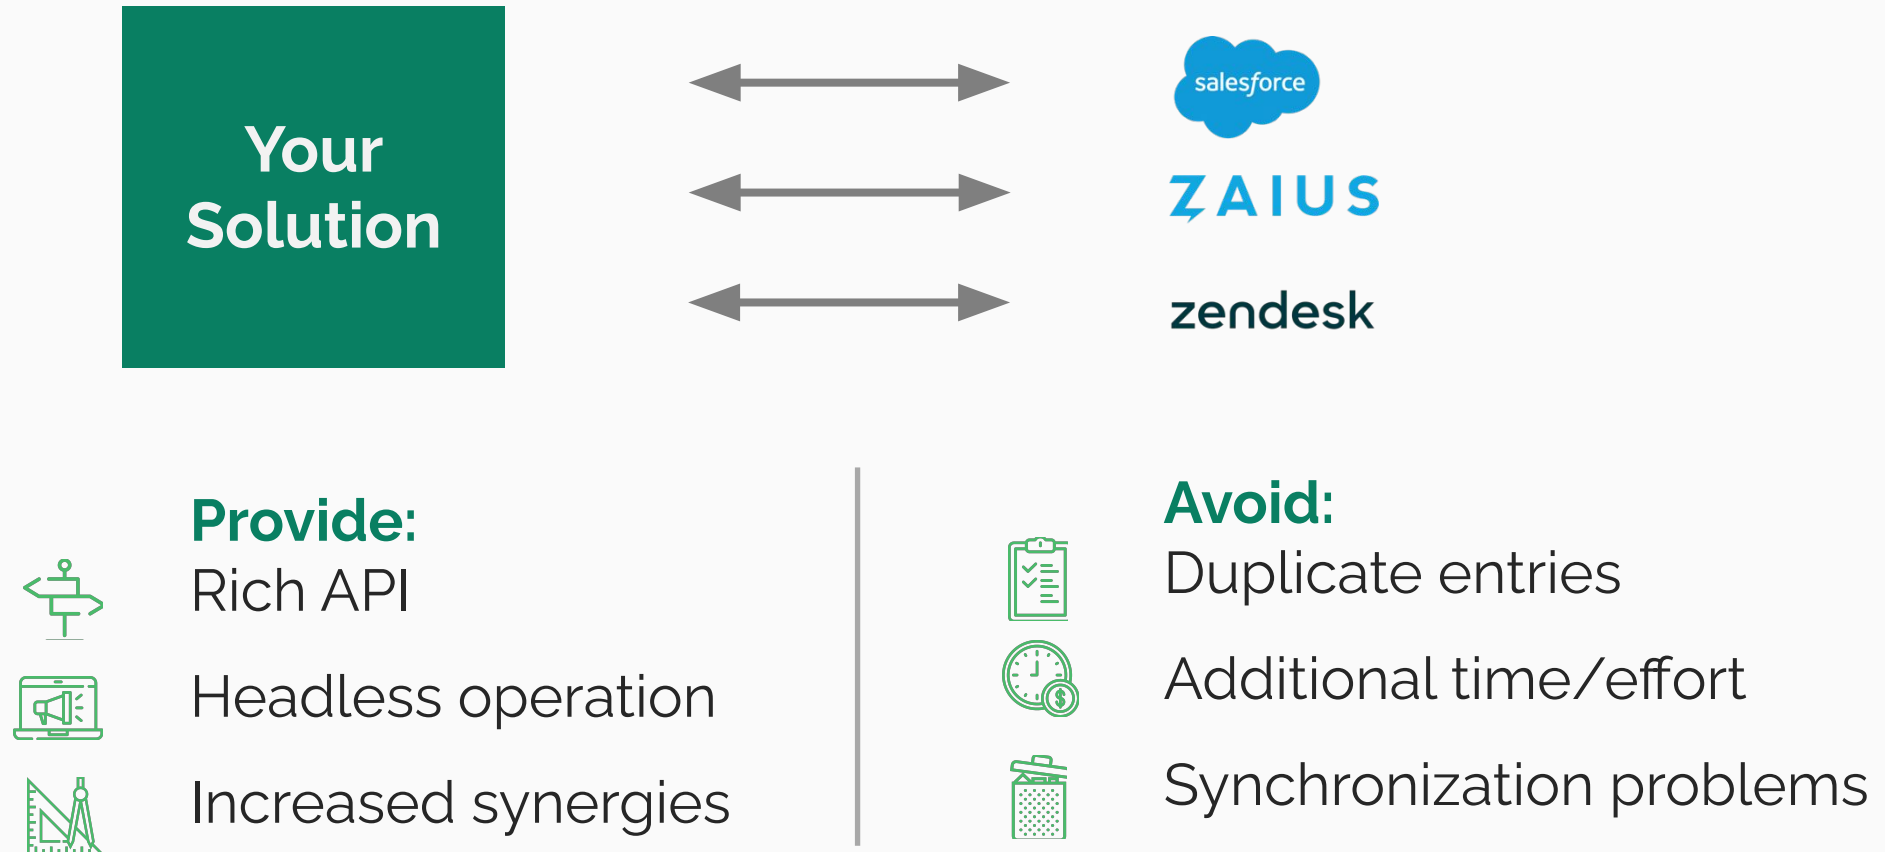 Your
Solution
salesforce
ZAIUS
zendesk
Provide:
Rich API
Headless operation
Increased synergies
Avoid:
Duplicate entries
Additional time/effort
Synchronization problems
$